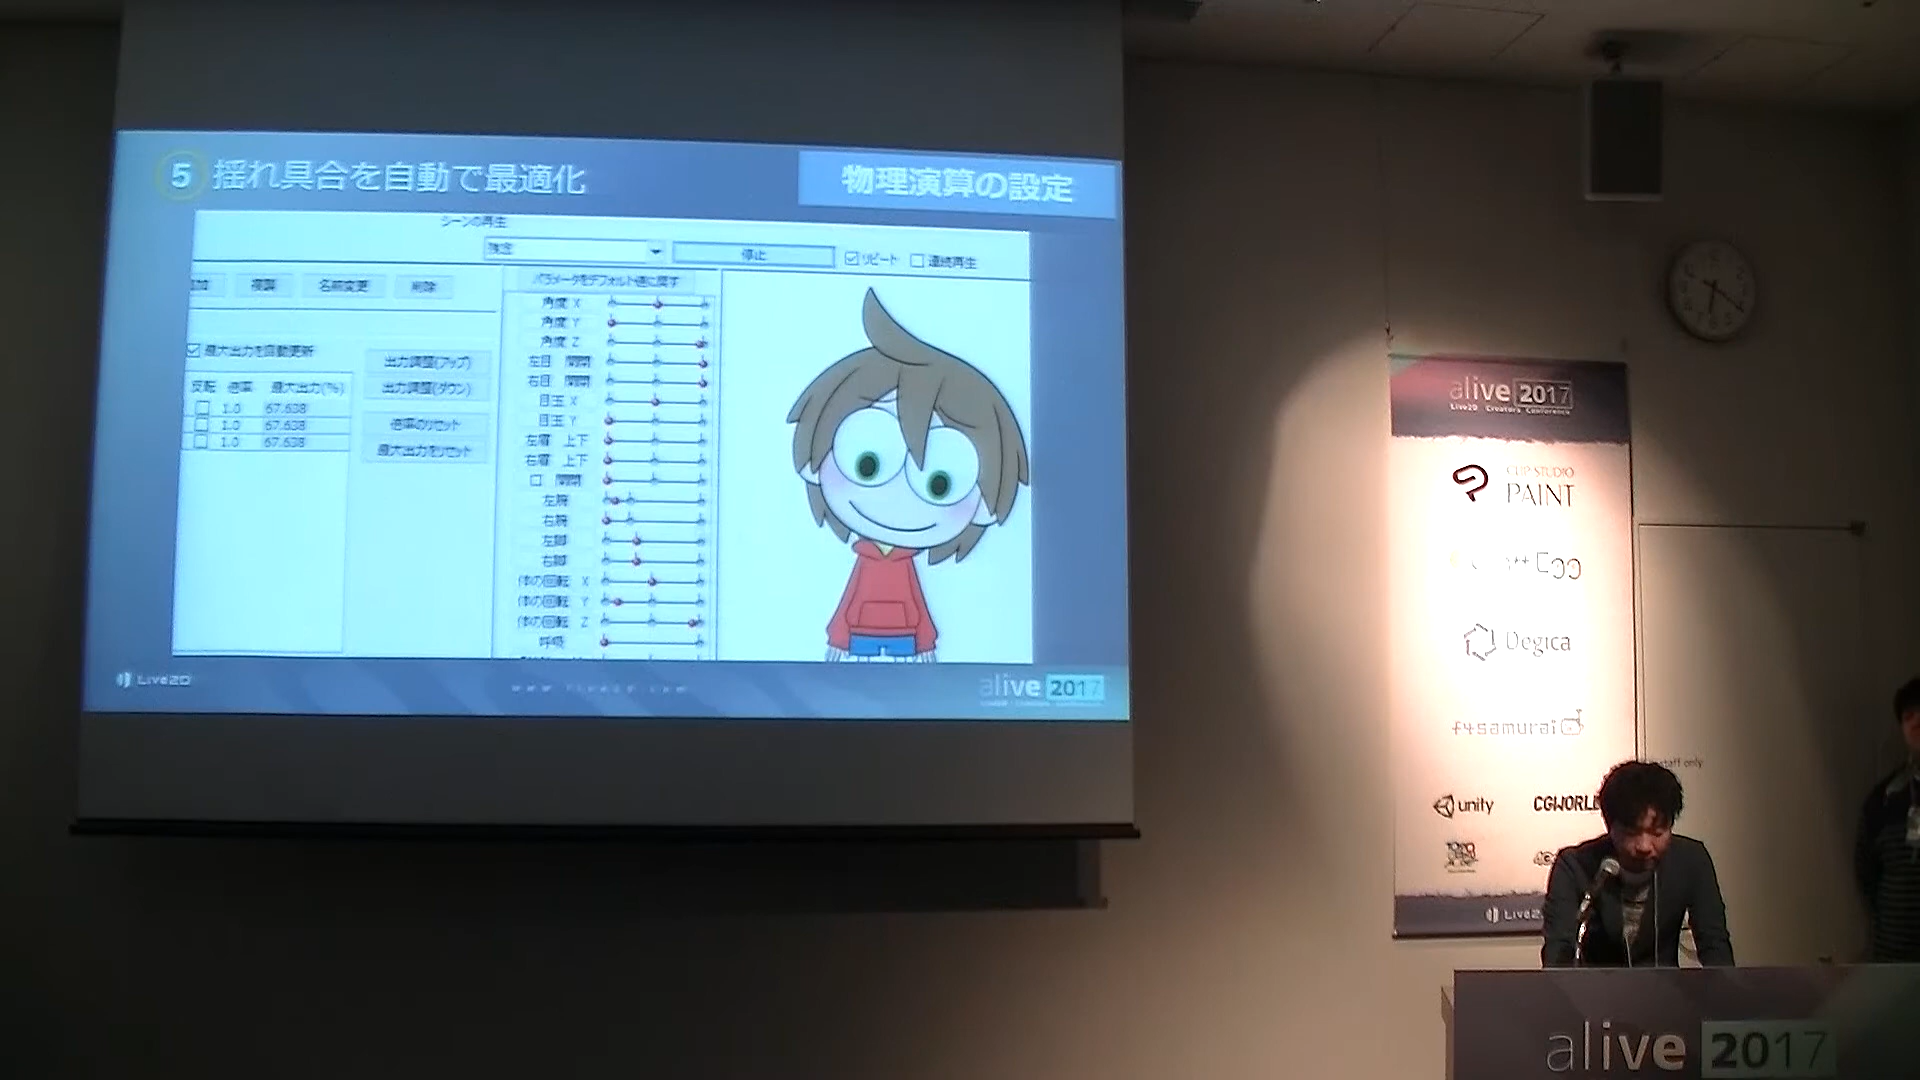 5 揺れ具合を自動で最適化
物理演算の設定
シーンの再生
停止
リピート
連続再生
複製
名前変更
削除
パラメータをデフォルト値に戻す
最大出力を自動更新
反転 倍率 最大出力(%)
1.0 67.638
1.0 67.638
1.0 67.638
出力調整(アップ)
出力調整(ダウン)
倍率のリセット
最大出力をリセット
角度 X
角度 Y
角度 Z
左目 開閉
右目 開閉
目玉 X
目玉 Y
左眉 上下
右眉 上下
口 開閉
左腕
右腕
左脚
右脚
体の回転 X
体の回転 Y
体の回転 Z
呼吸
Live2D
alive 2017
alive 2017
Live2D Creators Conference
CLIP STUDIO
PAINT
Degica
f4samurai
unity
CGWORLD
staff only
alive 2017